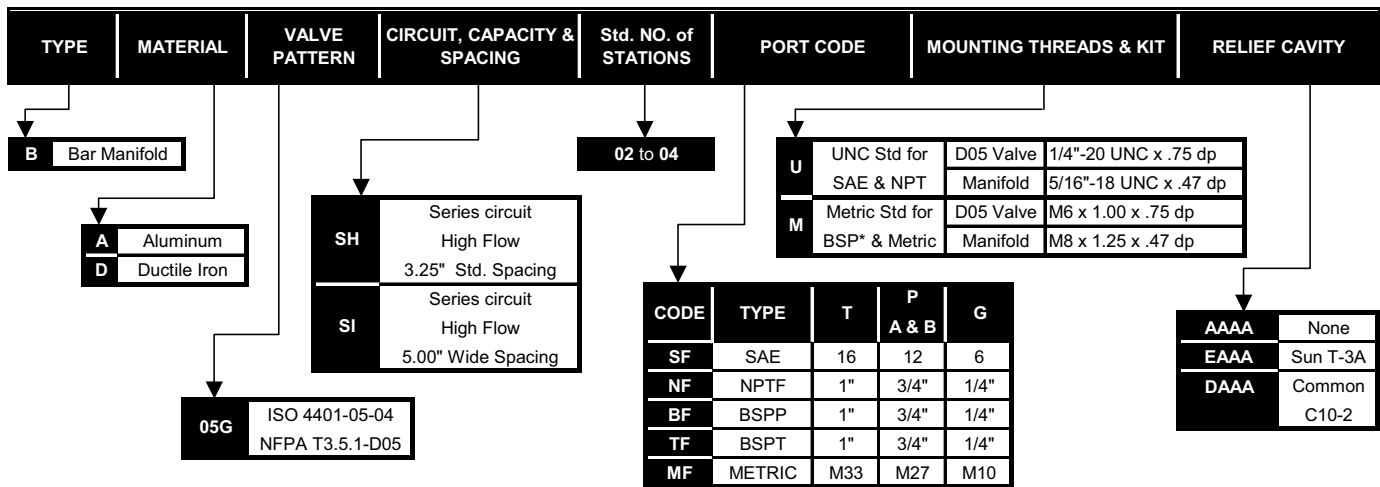 TYPE
MATERIAL
VALVE
PATTERN
CIRCUIT, CAPACITY &
SPACING
Std. NO. of
STATIONS
PORT CODE
MOUNTING THREADS & KIT
RELIEF CAVITY
B Bar Manifold
A Aluminum
D Ductile Iron
05G
ISO 4401-05-04
NFPA T3.5.1-D05
SH
Series circuit
High Flow
3.25" Std. Spacing
SI
Series circuit
High Flow
5.00" Wide Spacing
02 to 04
CODE TYPE T P A & B G
SF SAE 16 12 6
NF NPTF 1" 3/4" 1/4"
BF BSPP 1" 3/4" 1/4"
TF BSPT 1" 3/4" 1/4"
MF METRIC M33 M27 M10
U
UNC Std for D05 Valve 1/4"-20 UNC x .75 dp
SAE & NPT Manifold 5/16"-18 UNC x .47 dp
M
Metric Std for D05 Valve M6 x 1.00 x .75 dp
BSP* & Metric Manifold M8 x 1.25 x .47 dp
AAAA None
EAAA Sun T-3A
DAAA Common
C10-2